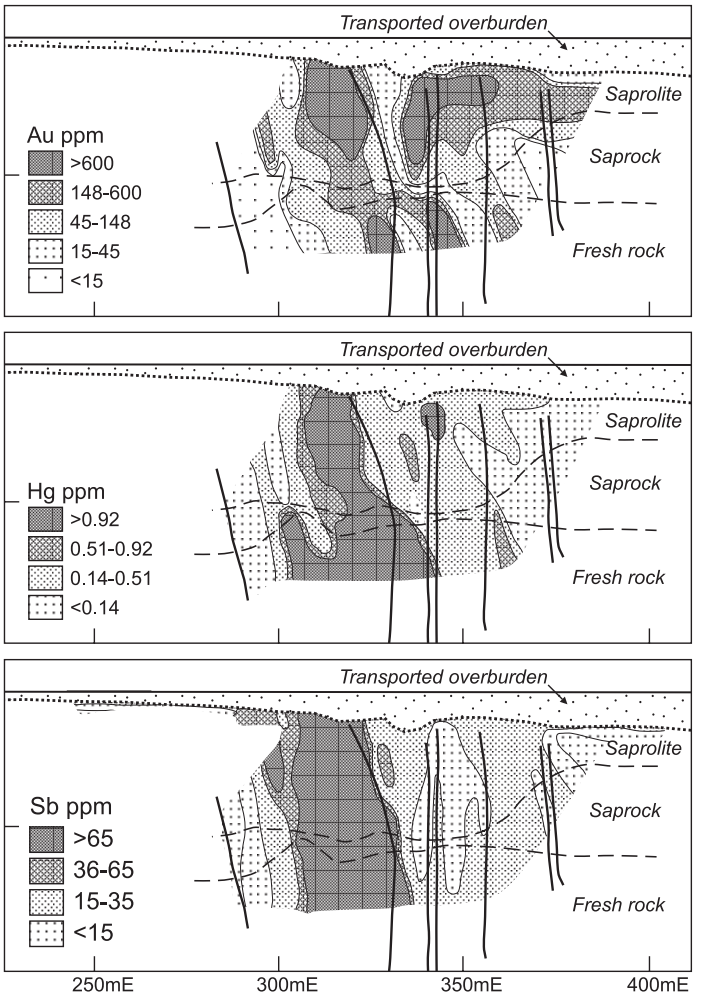 Transported overburden
Saprolite
Au ppm
Saprock
>600
148-600
45-148
15-45
Fresh rock
<15
Transported overburden
Saprolite
Hg ppm
Saprock
>0.92
0.51-0.92
0.14-0.51
Fresh rock
<0.14
Transported overburden
Saprolite
Sb ppm
Saprock
>65
36-65
15-35
Fresh rock
<15
250mE 300mE 350mE 400mE